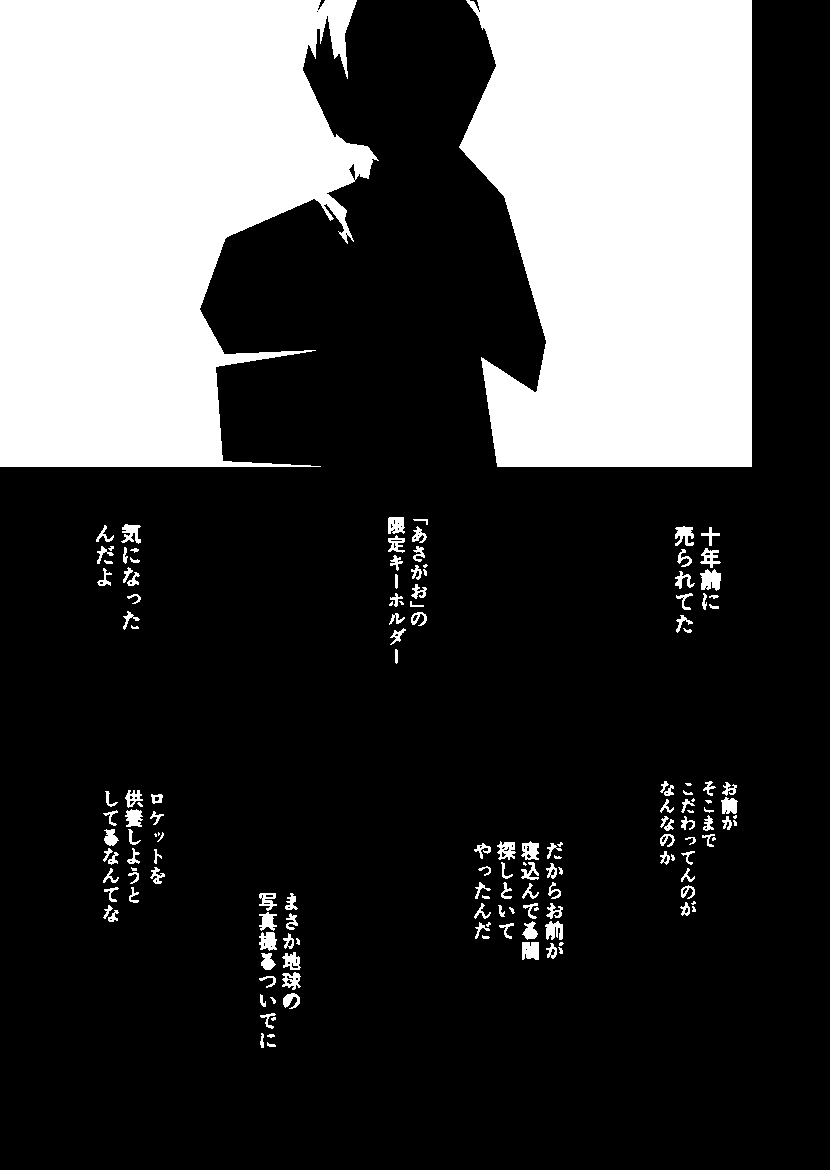 十年前に
売られてた
「あさがお」の
限定キーホルダー
気になった
んだよ
お前が
そこまで
こだわってんのが
なんなのか
だからお前が
寝込んでる間
探しといて
やったんだ
まさか地球の
写真撮るついでに
ロケットを
供養しようと
してるなんてな